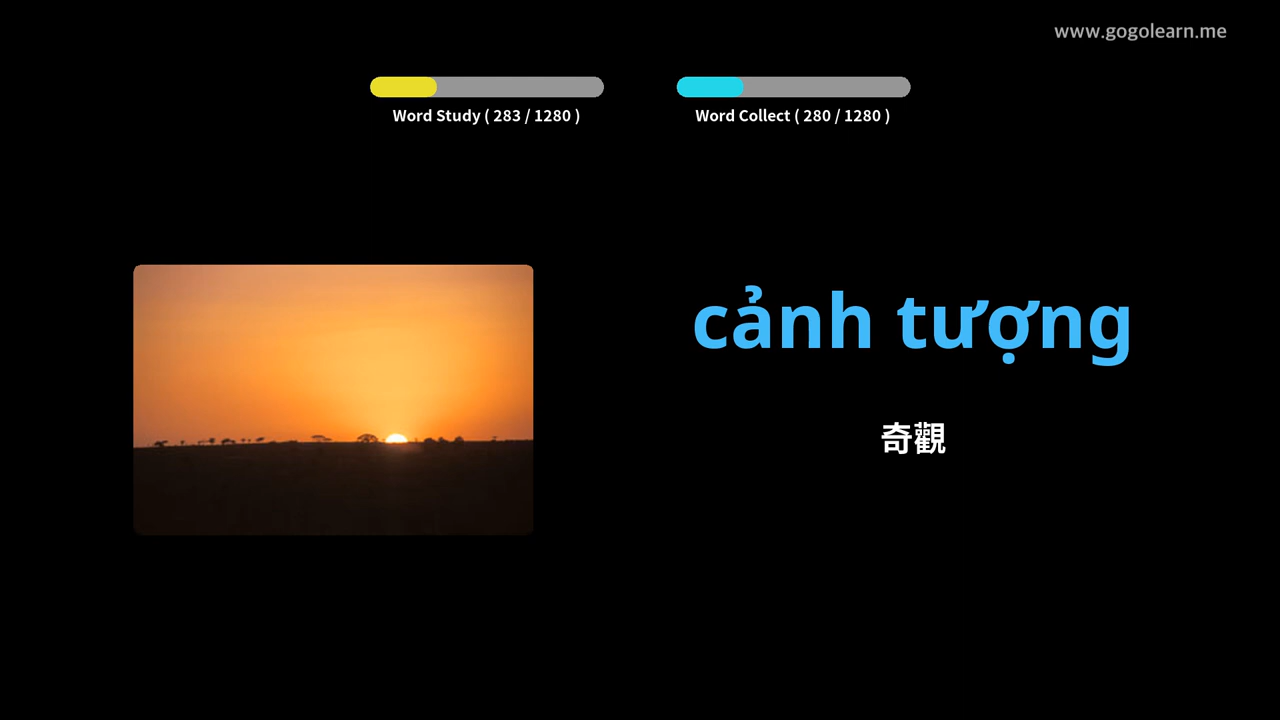 www.gogolearn.me
Word Study ( 283 / 1280 )
Word Collect ( 280 / 1280 )
cảnh tượng
奇觀